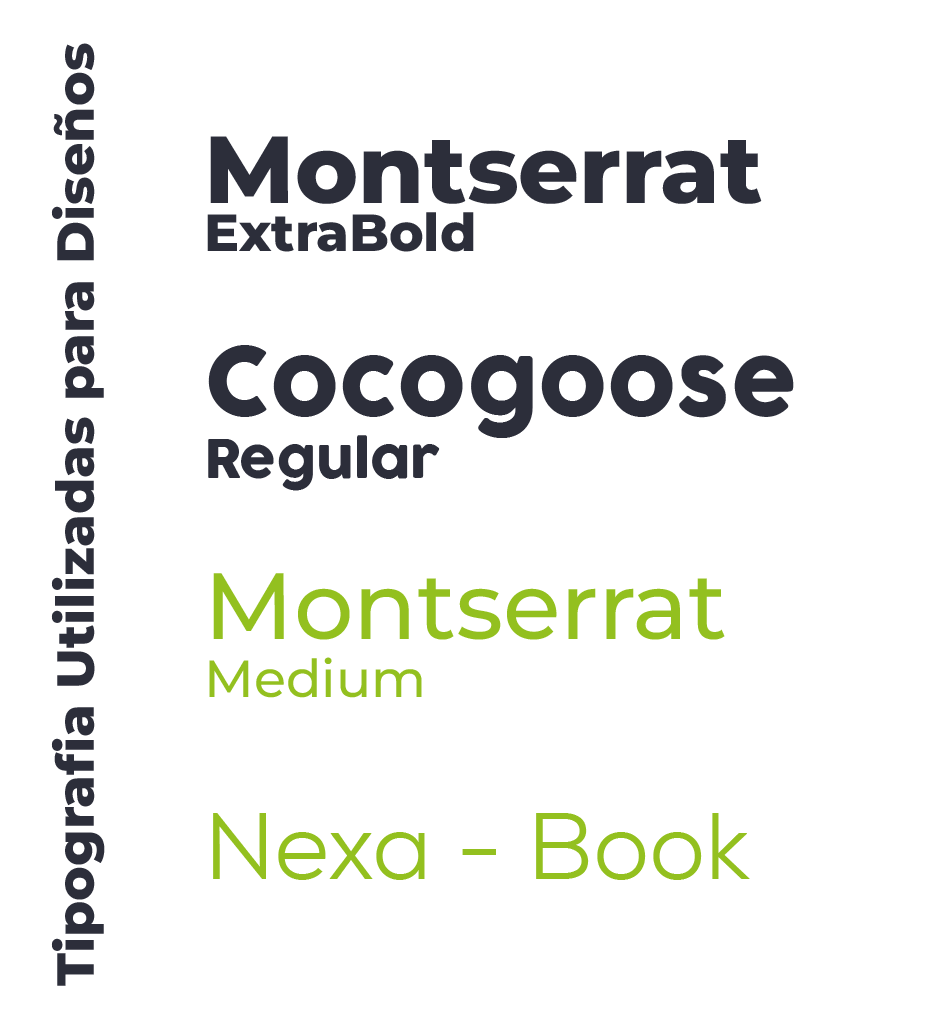 Tipografia Utilizadas para Diseños
Montserrat
ExtraBold
Cocogoose
Regular
Montserrat
Medium
Nexa - Book